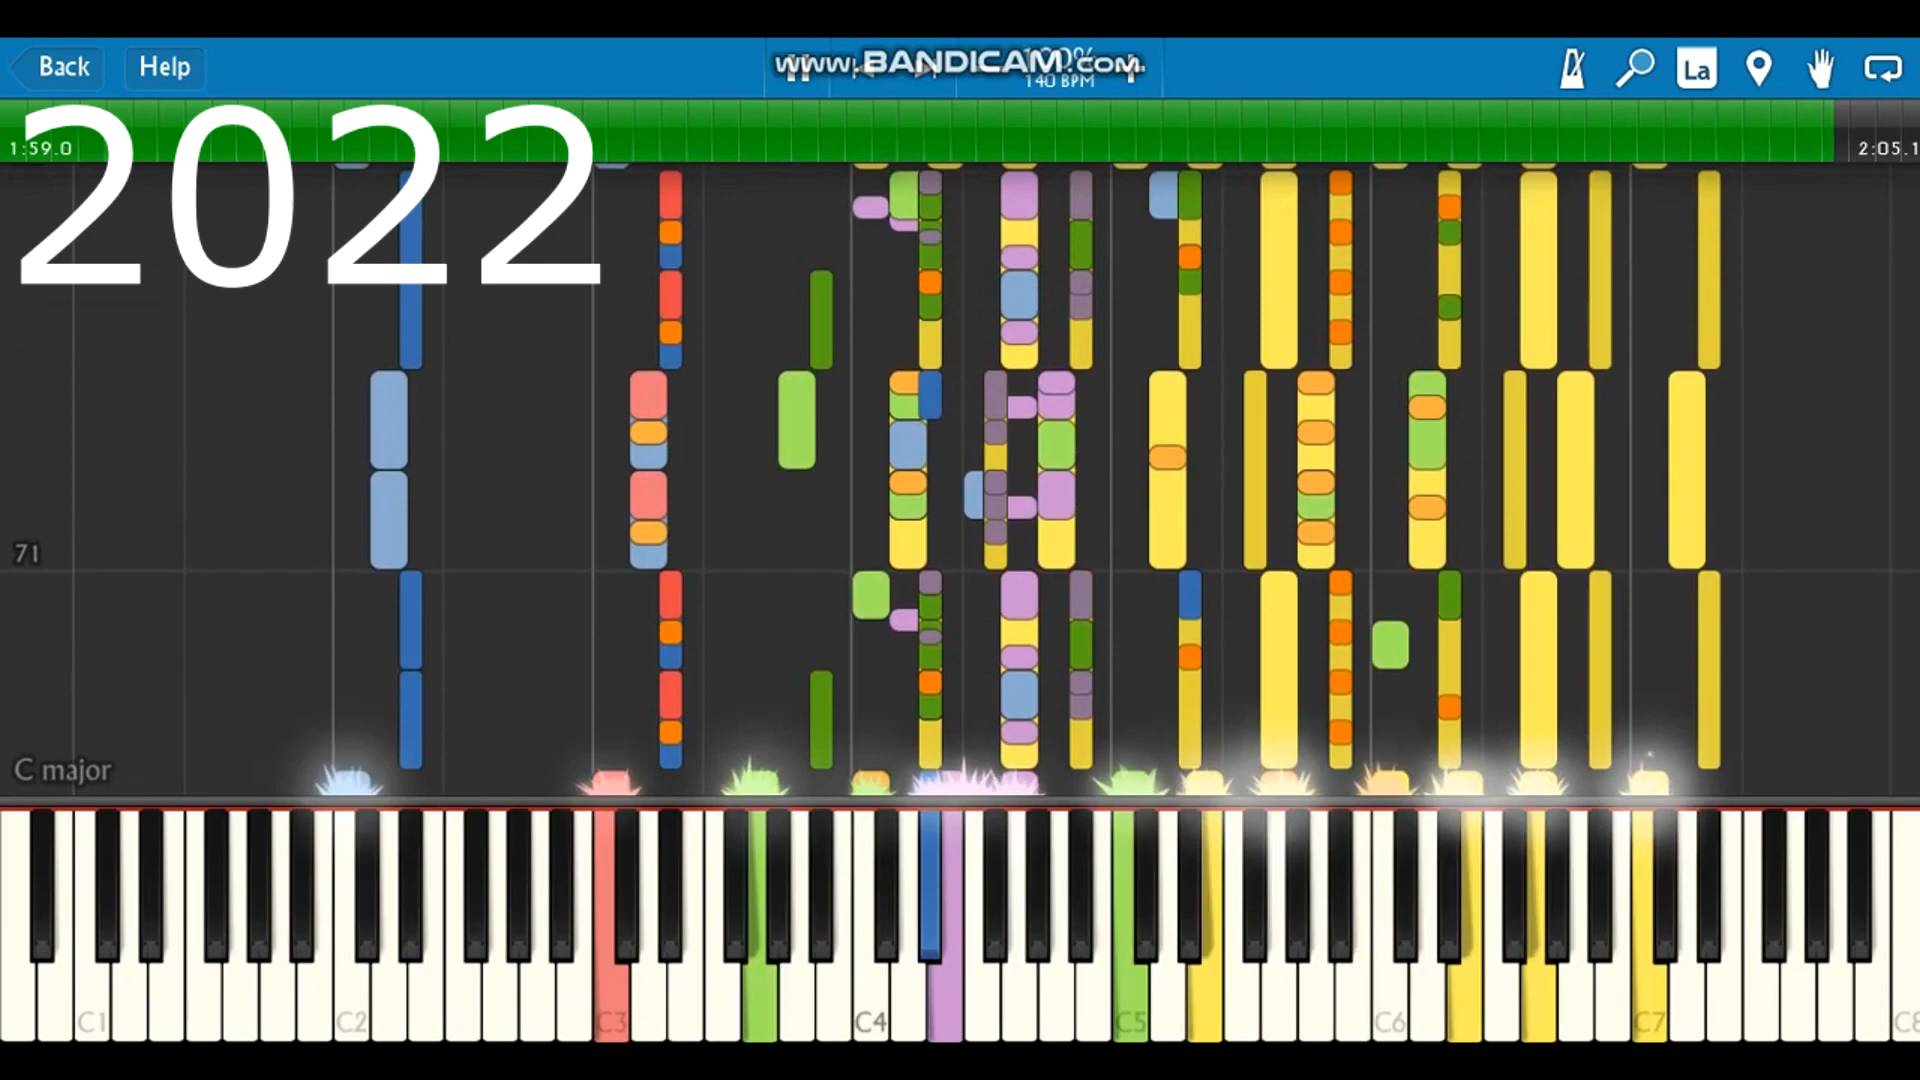 Back Help www.BANDICAM.com La
140 BPM
2022
1:59.0 2:05.1
71
C major
C1 C2 C3 C4 C5 C6 C7 C8